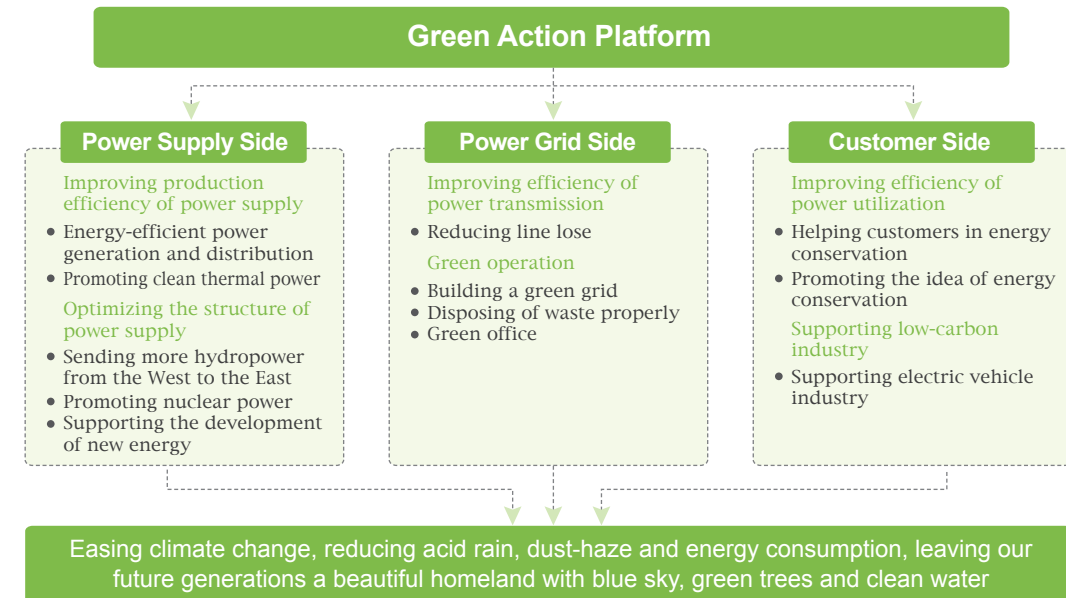 Green Action Platform
Power Supply Side
Improving production
efficiency of power supply
• Energy-efficient power
generation and distribution
• Promoting clean thermal power
Optimizing the structure of
power supply
• Sending more hydropower
from the West to the East
• Promoting nuclear power
• Supporting the development
of new energy
Power Grid Side
Improving efficiency of
power transmission
• Reducing line lose
Green operation
• Building a green grid
• Disposing of waste properly
• Green office
Customer Side
Improving efficiency of
power utilization
• Helping customers in energy
conservation
• Promoting the idea of energy
conservation
Supporting low-carbon
industry
• Supporting electric vehicle
industry
Easing climate change, reducing acid rain, dust-haze and energy consumption, leaving our
future generations a beautiful homeland with blue sky, green trees and clean water